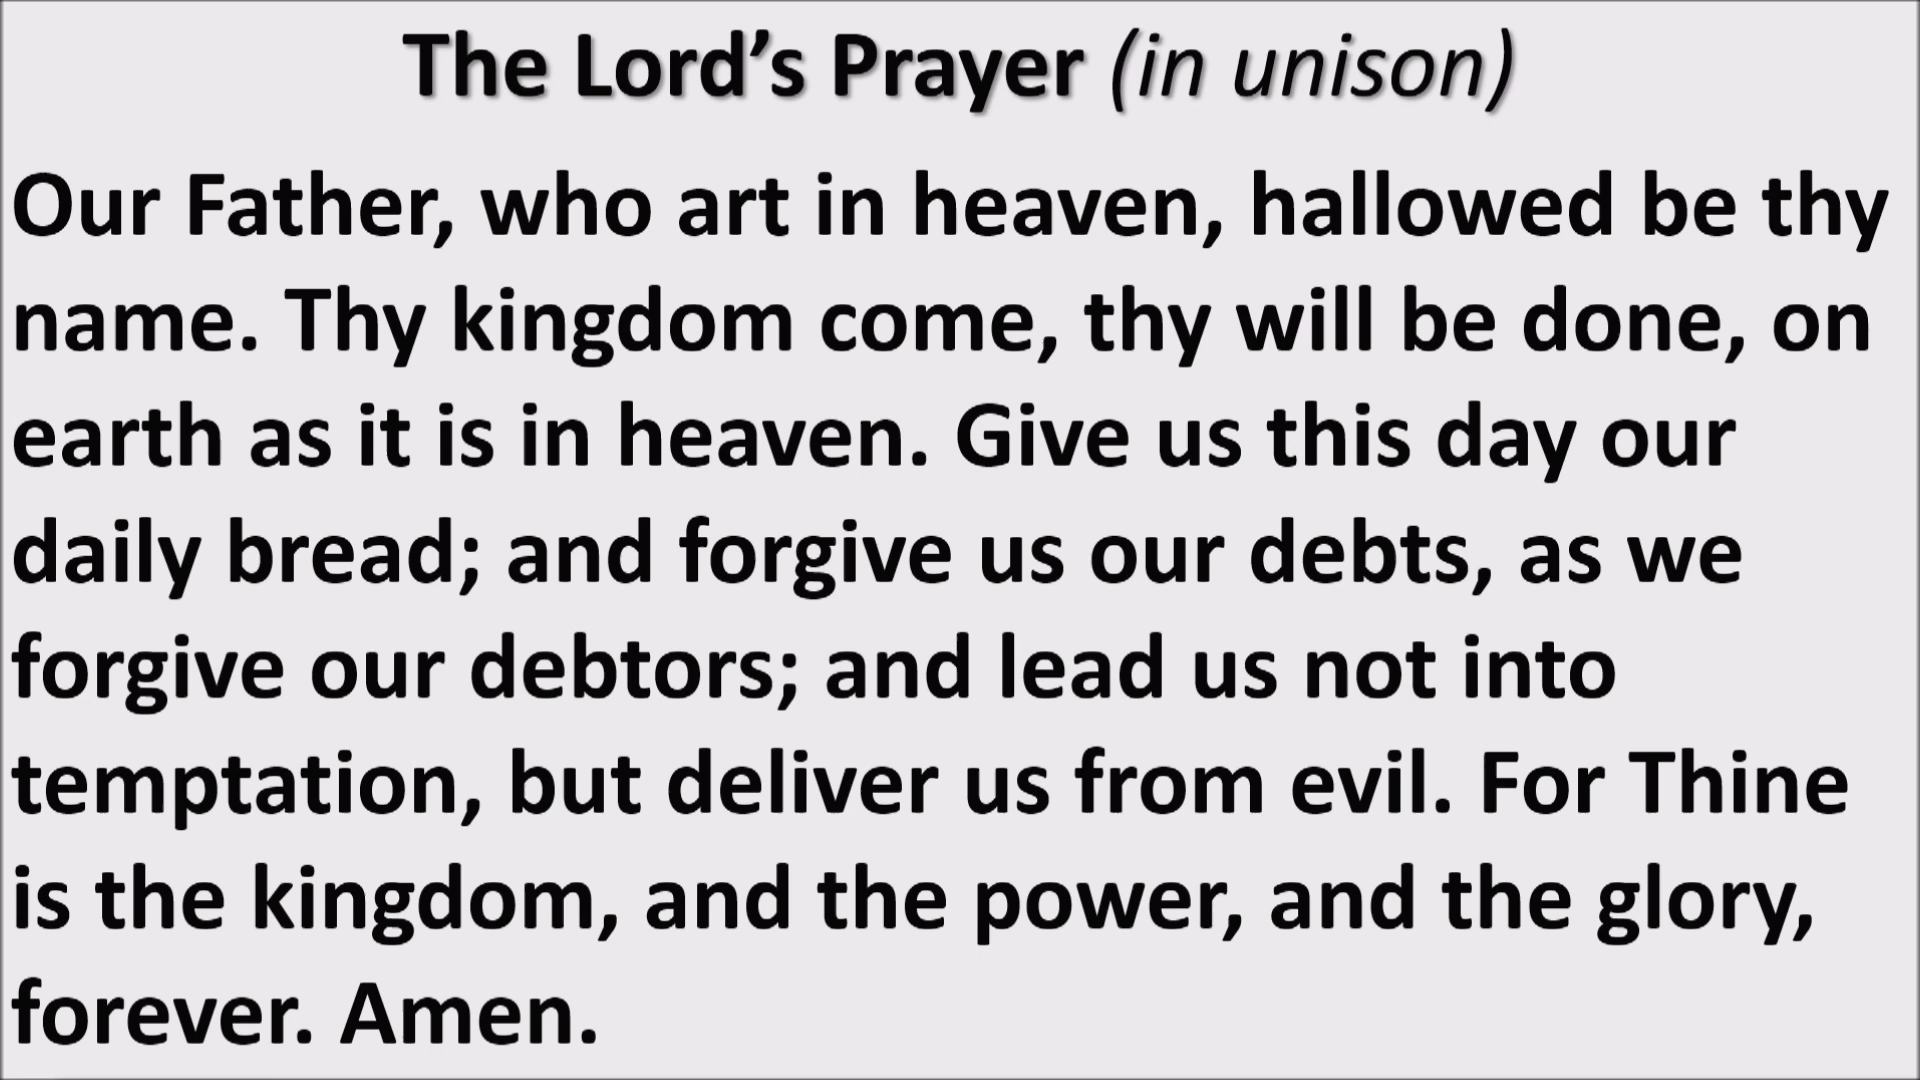 The Lord’s Prayer (in unison)
Our Father, who art in heaven, hallowed be thy
name. Thy kingdom come, thy will be done, on
earth as it is in heaven. Give us this day our
daily bread; and forgive us our debts, as we
forgive our debtors; and lead us not into
temptation, but deliver us from evil. For Thine
is the kingdom, and the power, and the glory,
forever. Amen.